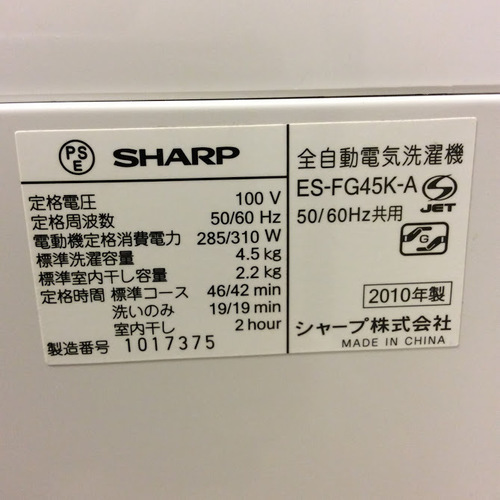 PSE SHARP
定格電圧 100 V
定格周波数 50/60 Hz
電動機定格消費電力 285/310 W
標準洗濯容量 4.5 kg
標準室内干し容量 2.2 kg
定格時間 標準コース 46/42 min
洗いのみ 19/19 min
室内干し 2 hour
製造番号 1017375
全自動電気洗濯機
ES-FG45K-A
S JET
50/60Hz共用
G
2010年製
シャープ株式会社
MADE IN CHINA